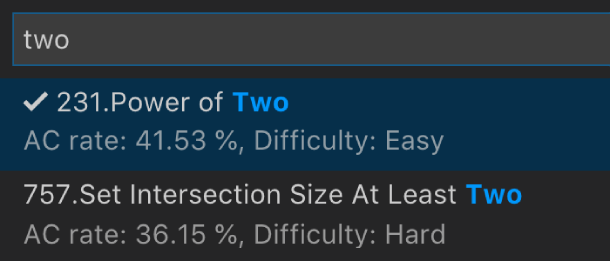 two
✓ 231.Power of Two
AC rate: 41.53 %, Difficulty: Easy
757.Set Intersection Size At Least Two
AC rate: 36.15 %, Difficulty: Hard